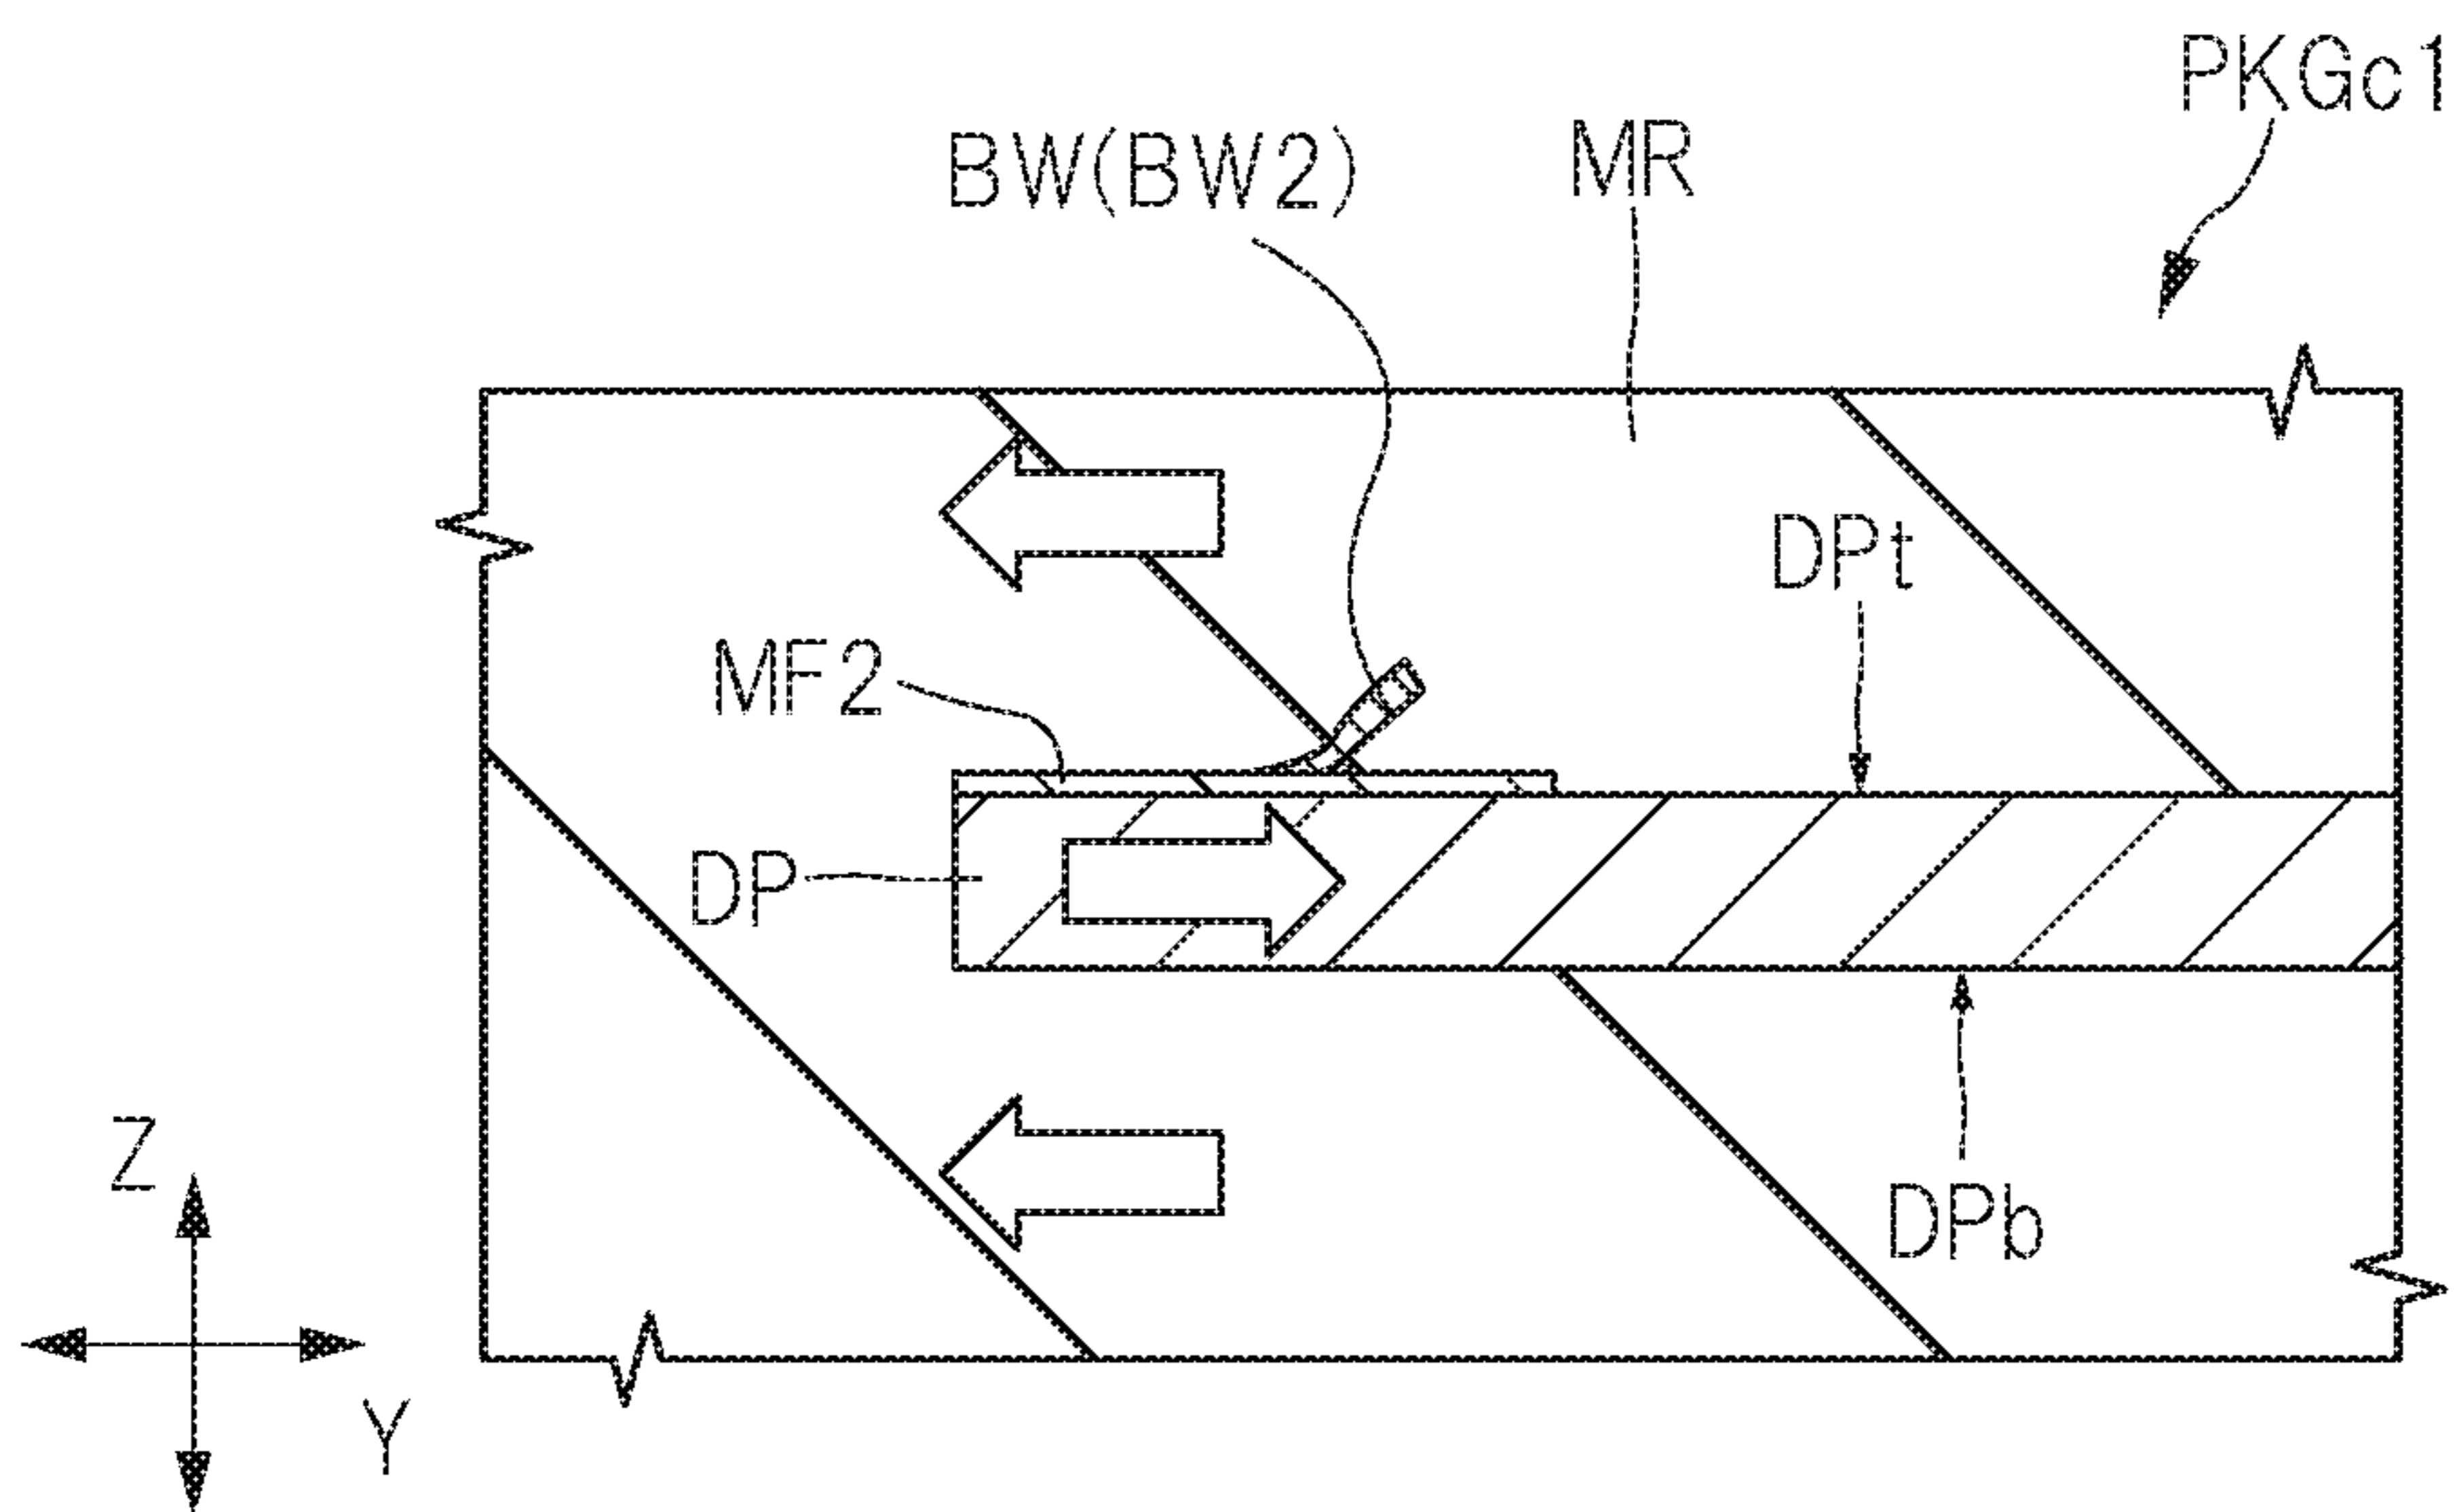 PKGc1
BW(BW2)
MR
DPt
MF2
DP
DPb
Z
Y